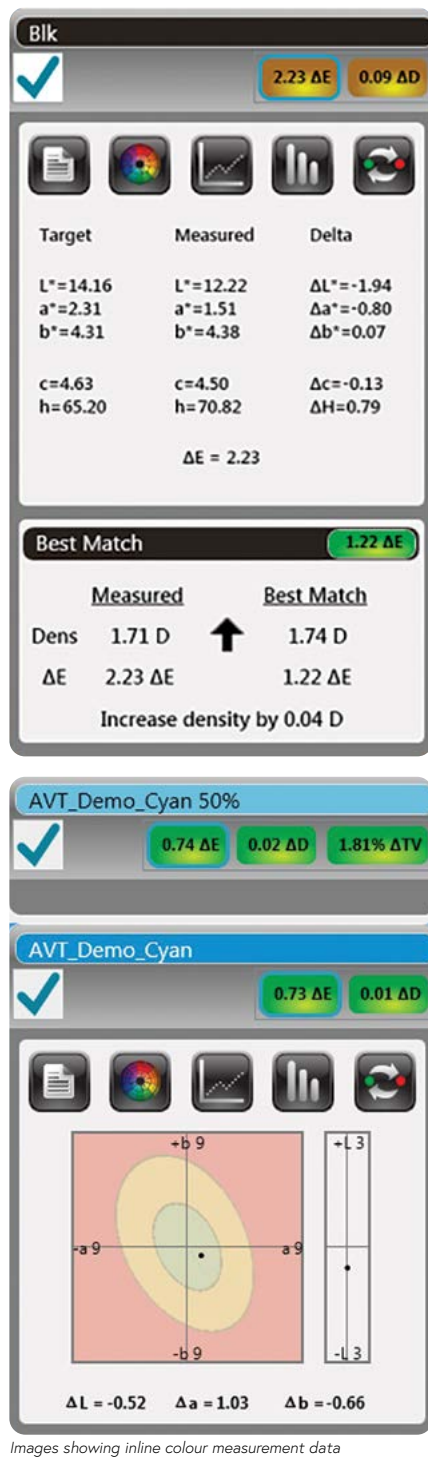 Blk
2.23 ΔE 0.09 ΔD
Target Measured Delta
L*=14.16 L*=12.22 ΔL*=-1.94
a*=2.31 a*=1.51 Δa*=-0.80
b*=4.31 b*=4.38 Δb*=0.07
c=4.63 c=4.50 Δc=-0.13
h=65.20 h=70.82 ΔH=0.79
ΔE = 2.23
Best Match 1.22 ΔE
Measured Best Match
Dens 1.71 D 1.74 D
ΔE 2.23 ΔE 1.22 ΔE
Increase density by 0.04 D
AVT_Demo_Cyan 50%
0.74 ΔE 0.02 ΔD 1.81% ΔTV
AVT_Demo_Cyan
0.73 ΔE 0.01 ΔD
+b 9 +L 3
-a 9 a 9
-b 9 -L 3
ΔL = -0.52 Δa = 1.03 Δb = -0.66
Images showing inline colour measurement data